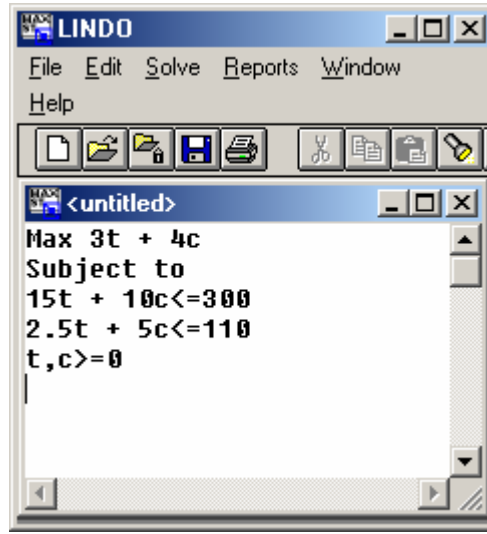 LINDO
File Edit Solve Reports Window
Help
<untitled>
Max 3t + 4c
Subject to
15t + 10c<=300
2.5t + 5c<=110
t,c>=0